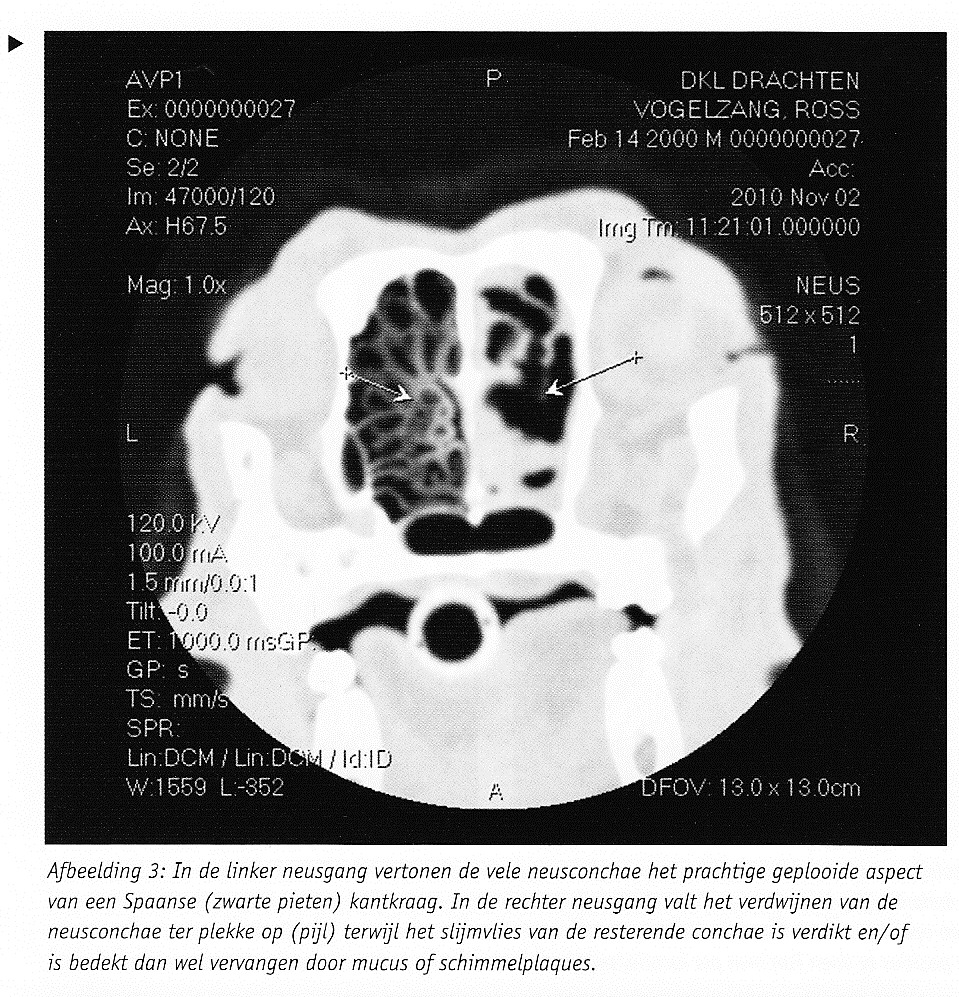 AVP1
Ex: 0000000027
C: NONE
Se: 2/2
Im: 47000/120
Ax: H67.5
Mag: 1.0x
P
DKL DRACHTEN
VOGELZANG, ROSS
Feb 14 2000 M 0000000027
Acc:
2010 Nov 02
Img Tm: 11:21:01.000000
NEUS
512 x 512
1
L
R
120.0 kV
100.0 mA
1.5 mm/0.0:1
Tilt: -0.0
ET: 1000.0 msGP:
GP: s
TS: mm/s
SPR:
Lin:DCM / Lin:DCM / Id:ID
W:1559 L:-352
A
DFOV: 13.0 x 13.0cm
Afbeelding 3: In de linker neusgang vertonen de vele neusconchae het prachtige geplooide aspect
van een Spaanse (zwarte pieten) kantkraag. In de rechter neusgang valt het verdwijnen van de
neusconchae ter plekke op (pijl) terwijl het slijmvlies van de resterende conchae is verdikt en/of
is bedekt dan wel vervangen door mucus of schimmelplaques.